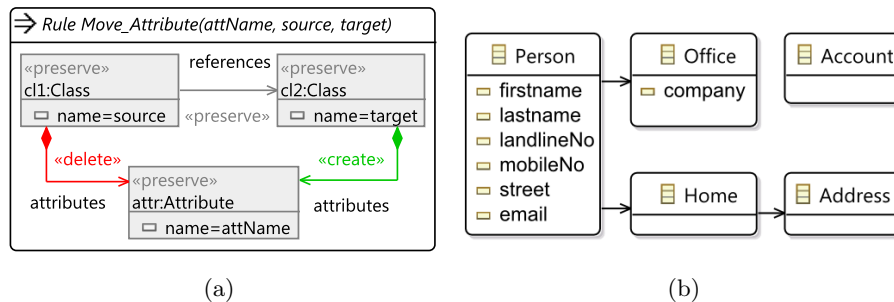 Rule Move_Attribute(attName, source, target)
«preserve»
cl1:Class
name=source
references
«preserve»
«preserve»
cl2:Class
name=target
«delete»
attributes
«create»
attributes
«preserve»
attr:Attribute
name=attName
(a)
Person
firstname
lastname
landlineNo
mobileNo
street
email
Office
company
Account
Home
Address
(b)